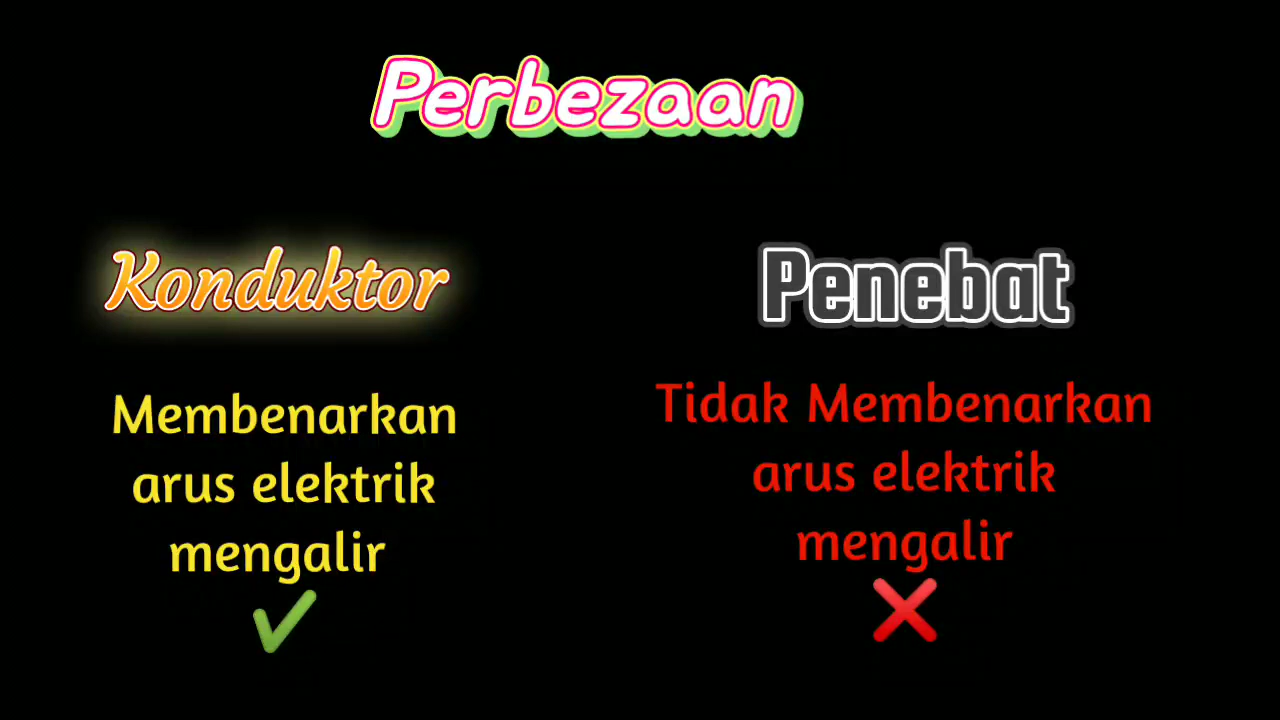 Perbezaan
Konduktor
Membenarkan
arus elektrik
mengalir
Penebat
Tidak Membenarkan
arus elektrik
mengalir